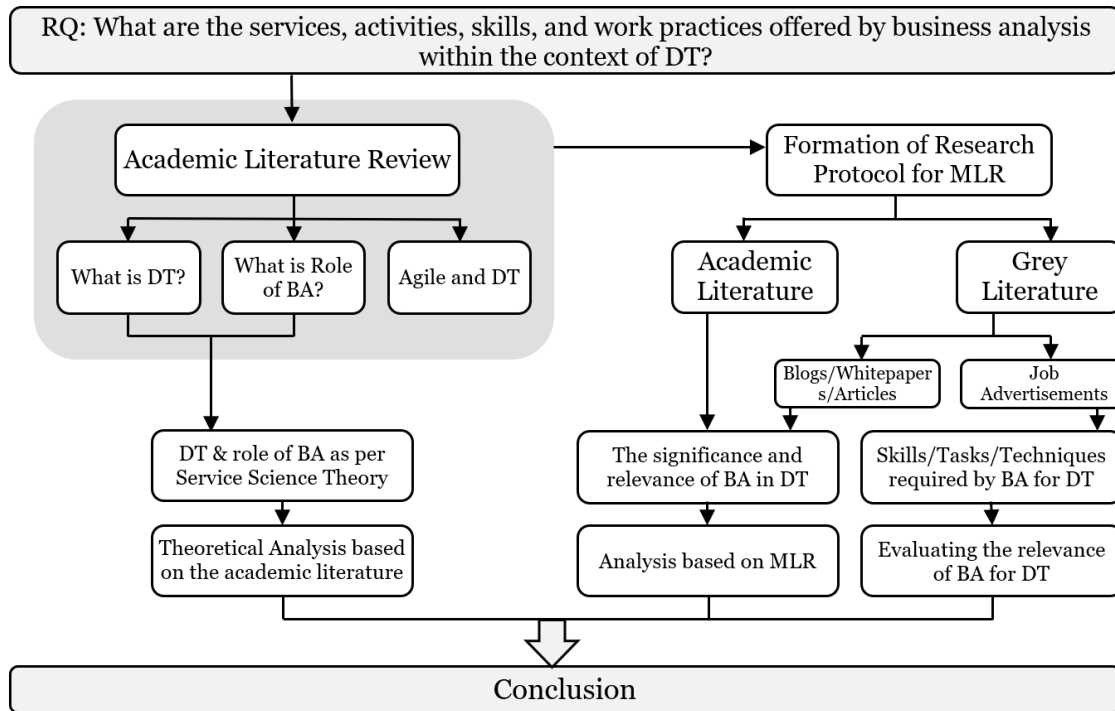 RQ: What are the services, activities, skills, and work practices offered by business analysis
within the context of DT?
Academic Literature Review
Formation of Research
Protocol for MLR
What is DT?
What is Role
of BA?
Agile and DT
Academic
Literature
Grey
Literature
Blogs/Whitepaper
s/Articles
Job
Advertisements
DT & role of BA as per
Service Science Theory
The significance and
relevance of BA in DT
Skills/Tasks/Techniques
required by BA for DT
Theoretical Analysis based
on the academic literature
Analysis based on MLR
Evaluating the relevance
of BA for DT
Conclusion